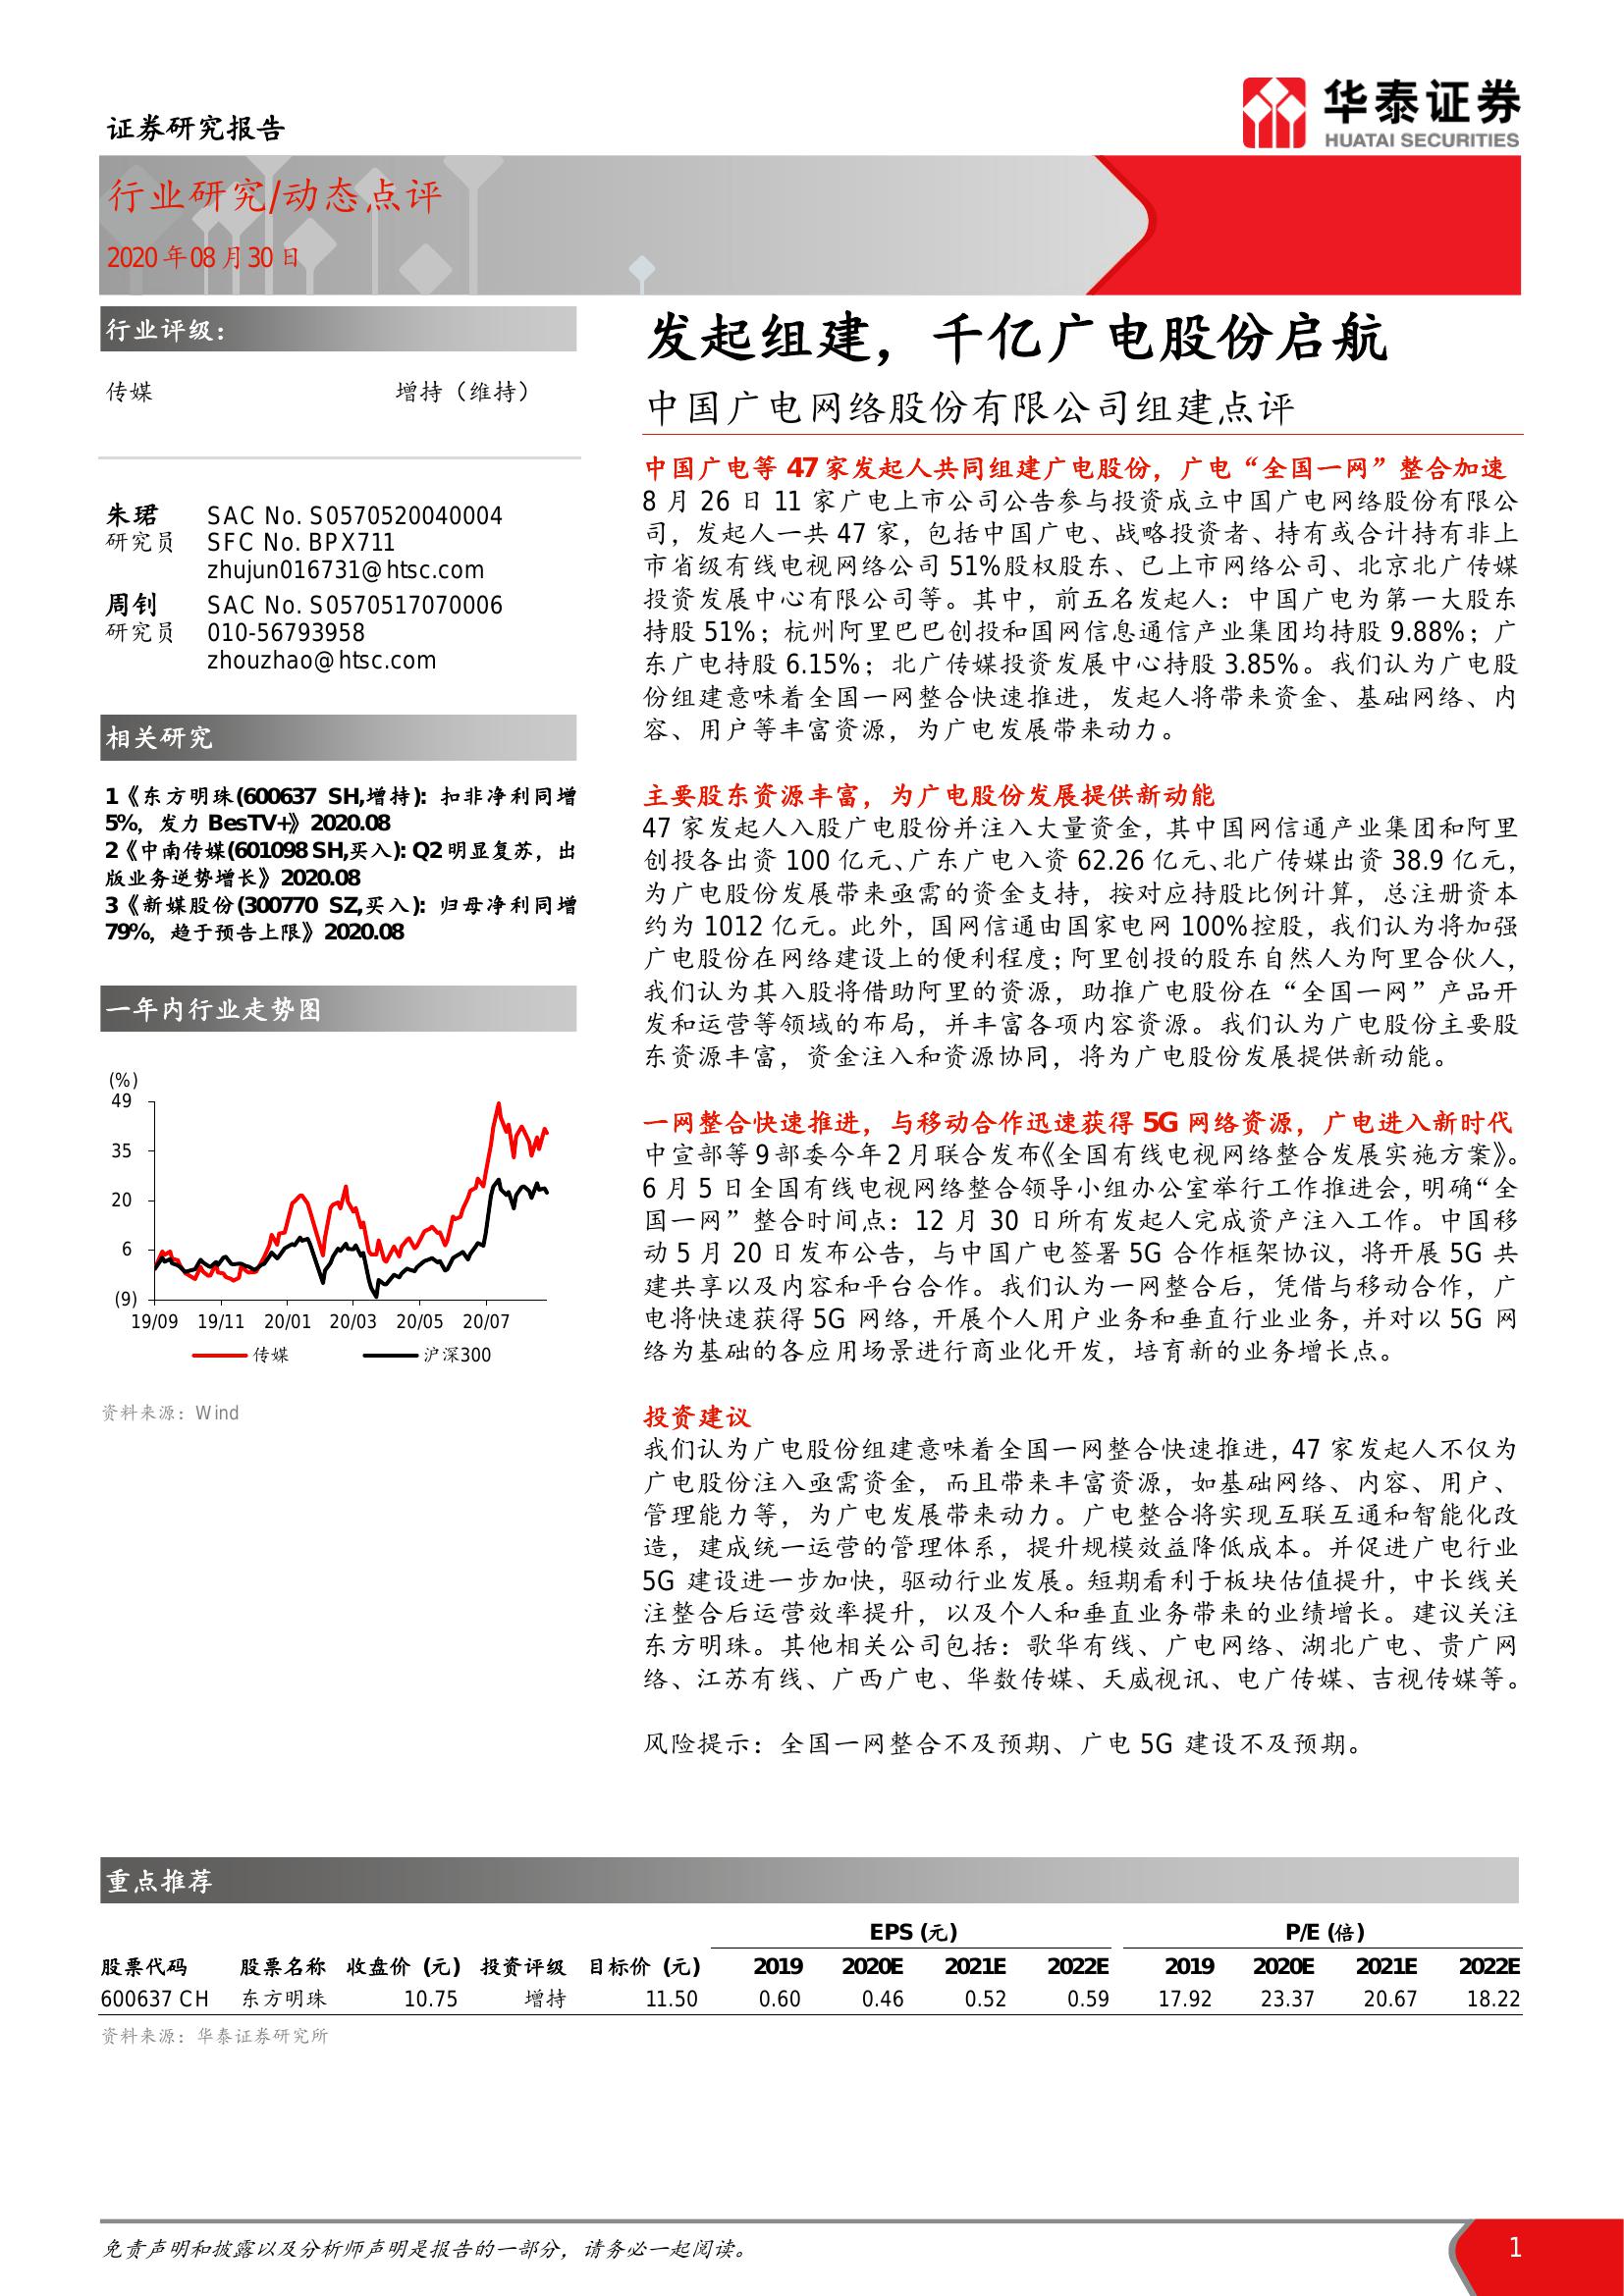 证券研究报告
华泰证券
HUATAI SECURITIES
行业研究/动态点评
2020年08月30日
行业评级：
传媒 增持（维持）
朱珺 SAC No. S0570520040004
研究员 SFC No. BPX711
zhujun016731@htsc.com
周钊 SAC No. S0570517070006
研究员 010-56793958
zhouzhao@htsc.com
相关研究
1《东方明珠(600637 SH,增持)：扣非净利同增
5%，发力 BesTV+》2020.08
2《中南传媒(601098 SH,买入)：Q2 明显复苏，出
版业务逆势增长》2020.08
3《新媒股份(300770 SZ,买入)：归母净利同增
79%，趋于预告上限》2020.08
一年内行业走势图
(%)
49
35
20
6
(9)
19/09 19/11 20/01 20/03 20/05 20/07
传媒 沪深300
资料来源：Wind
发起组建，千亿广电股份启航
中国广电网络股份有限公司组建点评
中国广电等 47 家发起人共同组建广电股份，广电“全国一网”整合加速
8 月 26 日 11 家广电上市公司公告参与投资成立中国广电网络股份有限公
司，发起人一共 47 家，包括中国广电、战略投资者、持有或合计持有非上
市省级有线电视网络公司 51%股权股东、已上市网络公司、北京北广传媒
投资发展中心有限公司等。其中，前五名发起人：中国广电为第一大股东
持股 51%；杭州阿里巴巴创投和国网信息通信产业集团均持股 9.88%；广
东广电持股 6.15%；北广传媒投资发展中心持股 3.85%。我们认为广电股
份组建意味着全国一网整合快速推进，发起人将带来资金、基础网络、内
容、用户等丰富资源，为广电发展带来动力。
主要股东资源丰富，为广电股份发展提供新动能
47 家发起人入股广电股份并注入大量资金，其中国网信通产业集团和阿里
创投各出资 100 亿元、广东广电入资 62.26 亿元、北广传媒出资 38.9 亿元，
为广电股份发展带来亟需的资金支持，按对应持股比例计算，总注册资本
约为 1012 亿元。此外，国网信通由国家电网 100%控股，我们认为将加强
广电股份在网络建设上的便利程度；阿里创投的股东自然人为阿里合伙人，
我们认为其入股将借助阿里的资源，助推广电股份在“全国一网”产品开
发和运营等领域的布局，并丰富各项内容资源。我们认为广电股份主要股
东资源丰富，资金注入和资源协同，将为广电股份发展提供新动能。
一网整合快速推进，与移动合作迅速获得 5G 网络资源，广电进入新时代
中宣部等 9 部委今年 2 月联合发布《全国有线电视网络整合发展实施方案》。
6 月 5 日全国有线电视网络整合领导小组办公室举行工作推进会，明确“全
国一网”整合时间点：12 月 30 日所有发起人完成资产注入工作。中国移
动 5 月 20 日发布公告，与中国广电签署 5G 合作框架协议，将开展 5G 共
建共享以及内容和平台合作。我们认为一网整合后，凭借与移动合作，广
电将快速获得 5G 网络，开展个人用户业务和垂直行业业务，并对以 5G 网
络为基础的各应用场景进行商业化开发，培育新的业务增长点。
投资建议
我们认为广电股份组建意味着全国一网整合快速推进，47 家发起人不仅为
广电股份注入亟需资金，而且带来丰富资源，如基础网络、内容、用户、
管理能力等，为广电发展带来动力。广电整合将实现互联互通和智能化改
造，建成统一运营的管理体系，提升规模效益降低成本。并促进广电行业
5G 建设进一步加快，驱动行业发展。短期看利于板块估值提升，中长线关
注整合后运营效率提升，以及个人和垂直业务带来的业绩增长。建议关注
东方明珠。其他相关公司包括：歌华有线、广电网络、湖北广电、贵广网
络、江苏有线、广西广电、华数传媒、天威视讯、电广传媒、吉视传媒等。
风险提示：全国一网整合不及预期、广电 5G 建设不及预期。
重点推荐
EPS (元) P/E (倍)
股票代码 股票名称 收盘价 (元) 投资评级 目标价 (元) 2019 2020E 2021E 2022E 2019 2020E 2021E 2022E
600637 CH 东方明珠 10.75 增持 11.50 0.60 0.46 0.52 0.59 17.92 23.37 20.67 18.22
资料来源：华泰证券研究所
免责声明和披露以及分析师声明是报告的一部分，请务必一起阅读。 1